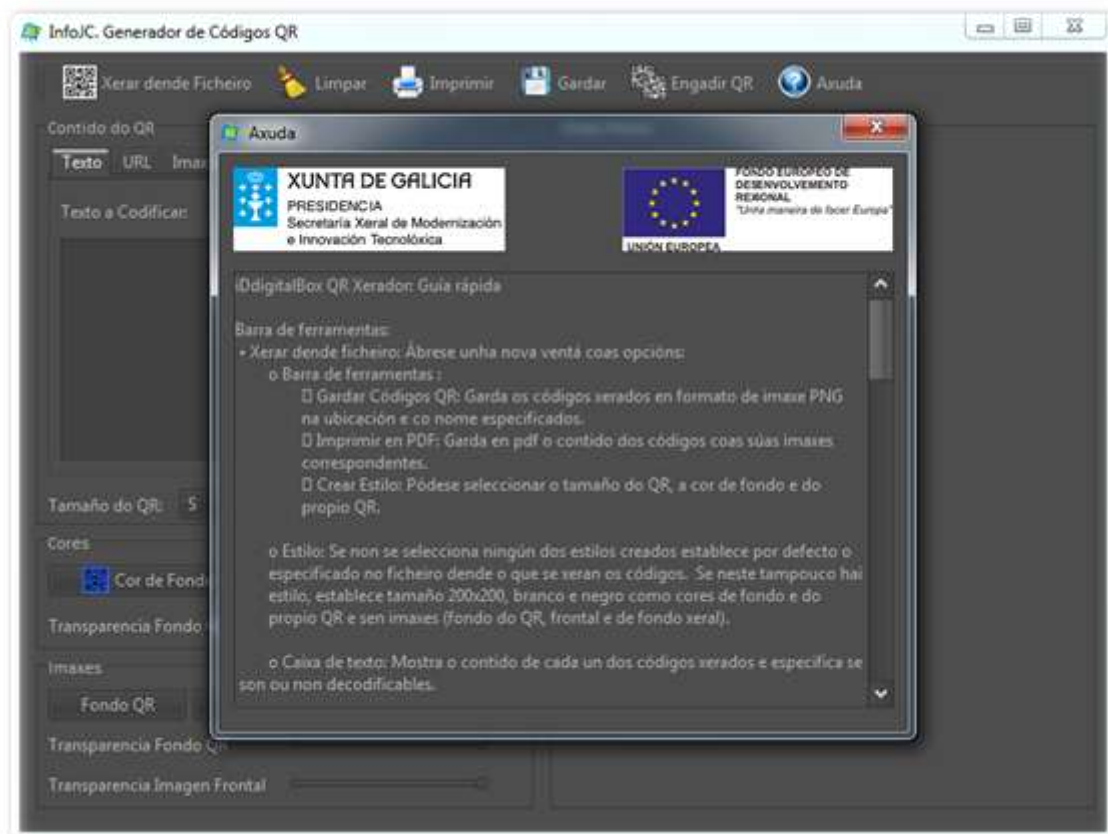 InfoJC. Generador de Códigos QR
Xerar dende Ficheiro Limpar Imprimir Gardar Engadir QR Axuda
Contido do QR
Texto URL
Texto a Codificar:
Tamaño do QR: S
Cores
Cor de Fondo
Transparencia Fondo
Imaxes
Fondo QR
Transparencia Fondo QR
Transparencia Imagen Frontal
Axuda
XUNTA DE GALICIA
PRESIDENCIA
Secretaría Xeral de Modernización
e Innovación Tecnolóxica
UNIÓN EUROPEA
FONDO EUROPEO DE
DESENVOLVEMENTO
REXIONAL
"Unha maneira de facer Europa"
iDdigitalBox QR Xerador: Guía rápida
Barra de ferramentas:
• Xerar dende ficheiro: Ábrese unha nova ventá coas opcións:
o Barra de ferramentas :
Gardar Códigos QR: Garda os códigos xerados en formato de imaxe PNG
na ubicación e co nome especificados.
Imprimir en PDF: Garda en pdf o contido dos códigos coas súas imaxes
correspondentes.
Crear Estilo: Pódese seleccionar o tamaño do QR, a cor de fondo e do
propio QR.
o Estilo: Se non se selecciona ningún dos estilos creados establece por defecto o
especificado no ficheiro dende o que se xeran os códigos. Se neste tampouco hai
estilo, establece tamaño 200x200, branco e negro como cores de fondo e do
propio QR e sen imaxes (fondo do QR, frontal e de fondo xeral).
o Caixa de texto: Mostra o contido de cada un dos códigos xerados e especifica se
son ou non decodificables.